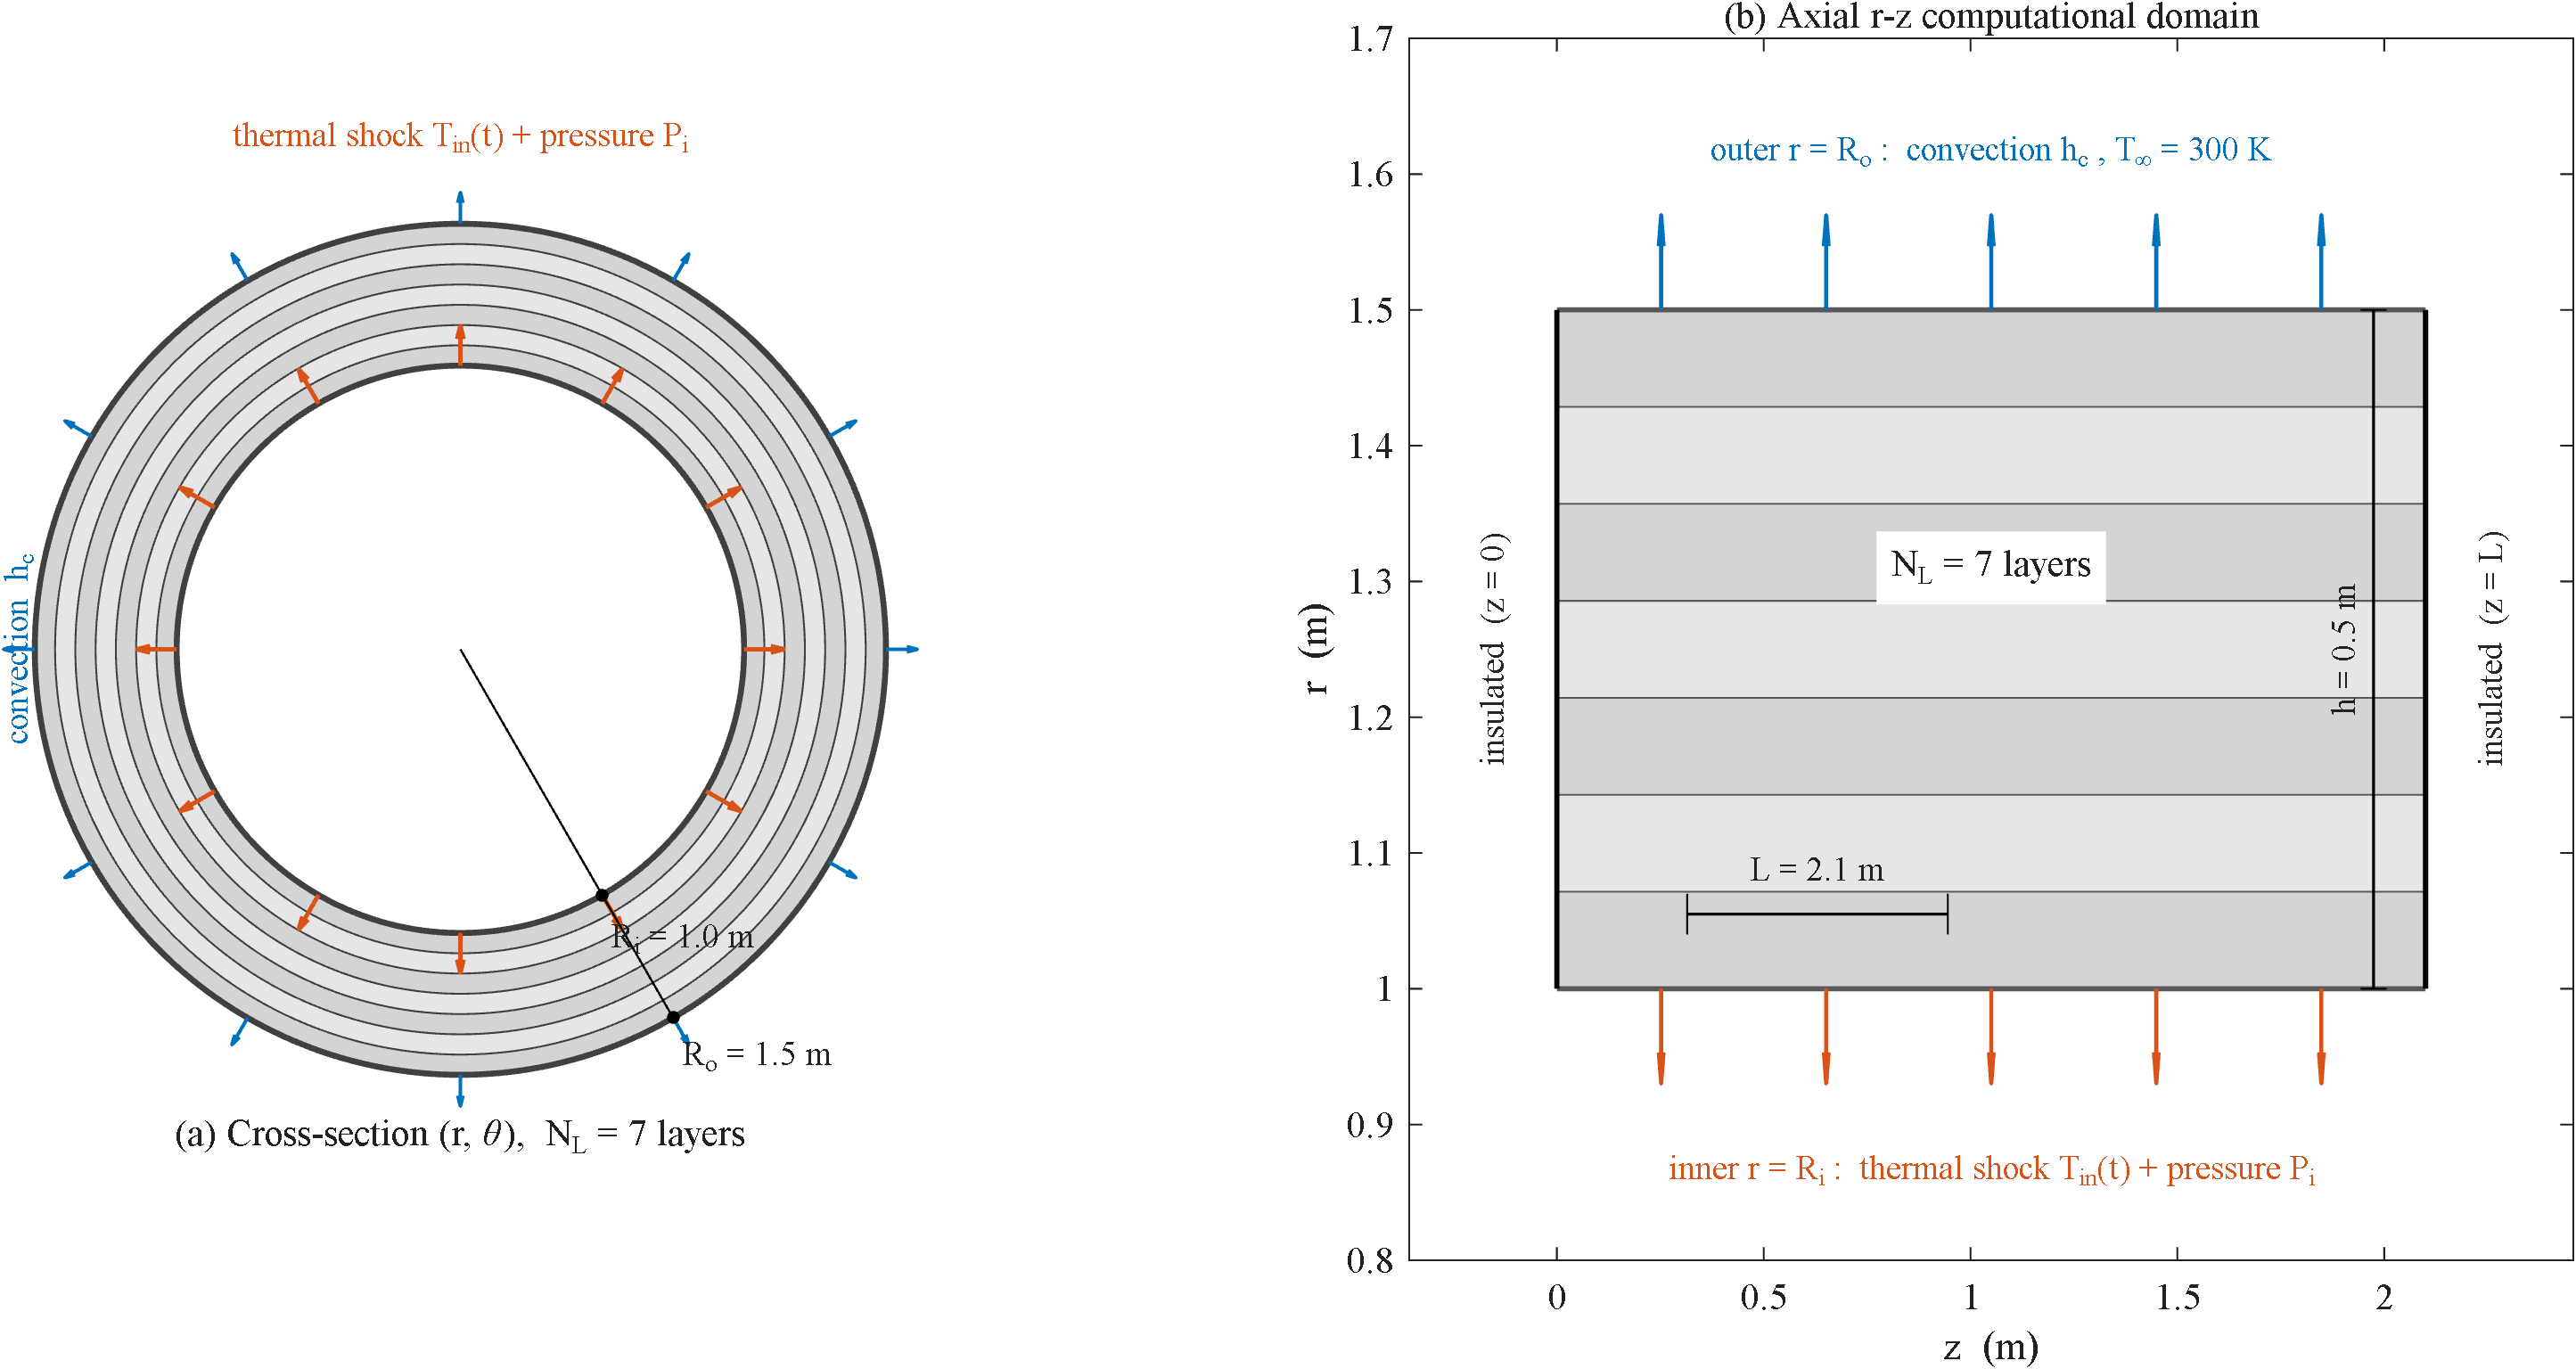 thermal shock T_in(t) + pressure P_i
convection h_c
R_i = 1.0 m
R_o = 1.5 m
(a) Cross-section (r, θ), N_L = 7 layers
(b) Axial r-z computational domain
1.7
1.6
1.5
1.4
1.3
1.2
1.1
1
0.9
0.8
r (m)
outer r = R_o : convection h_c , T_∞ = 300 K
insulated (z = 0)
N_L = 7 layers
h = 0.5 m
insulated (z = L)
L = 2.1 m
inner r = R_i : thermal shock T_in(t) + pressure P_i
0
0.5
1
1.5
2
z (m)